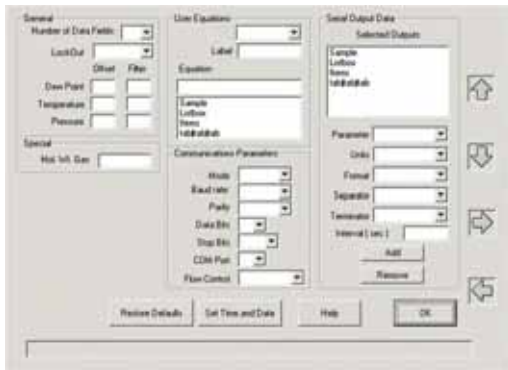 General
Number of Data Fields
LockOut
Offset Filter
Dew Point
Temperature
Pressure
Special
Mol. Wt. Gas
User Equations
Label
Equation
Sample
Listbox
Items
Communications Parameters
Mode
Baud rate
Parity
Data Bits
Stop Bits
COM Port
Flow Control
Serial Output Data
Selected Outputs
Sample
Listbox
Items
Parameter
Units
Format
Separator
Terminator
Interval ( sec )
Add
Remove
Restore Defaults
Set Time and Date
Help
OK